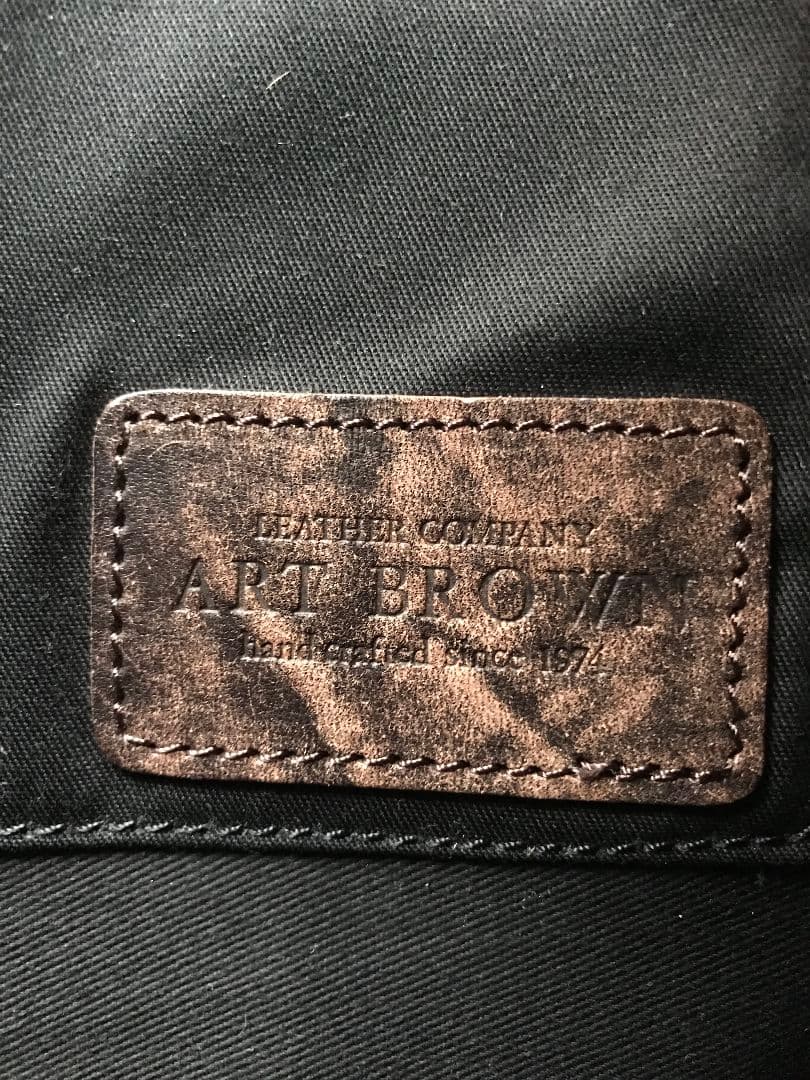 LEATHER COMPANY
ART BROWN
hand crafted since 1974